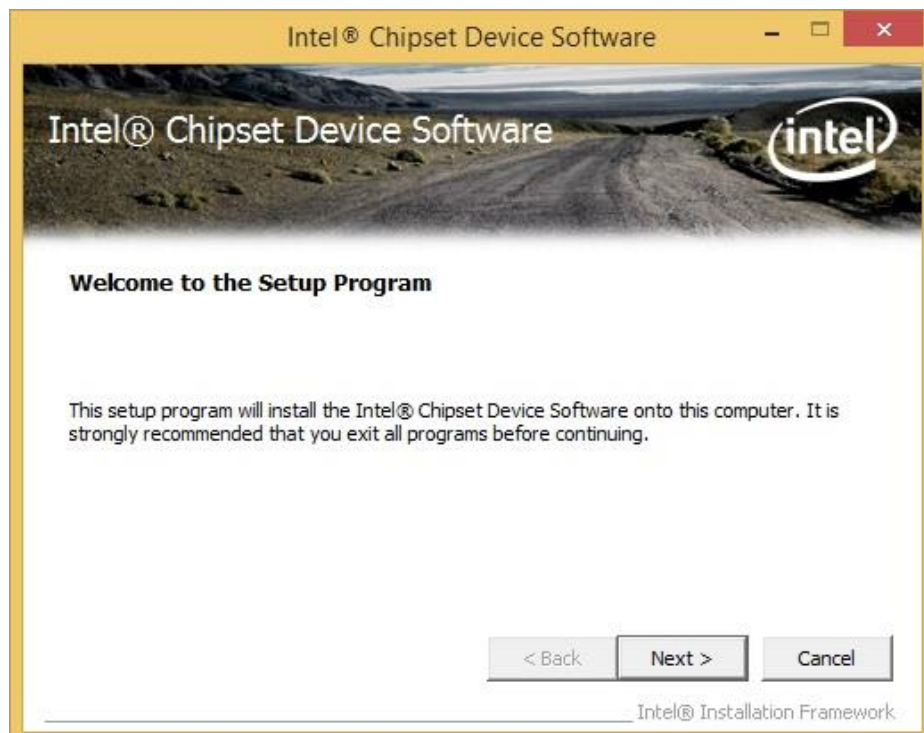 Intel® Chipset Device Software
Intel® Chipset Device Software
intel
Welcome to the Setup Program
This setup program will install the Intel® Chipset Device Software onto this computer. It is
strongly recommended that you exit all programs before continuing.
< Back
Next >
Cancel
Intel® Installation Framework